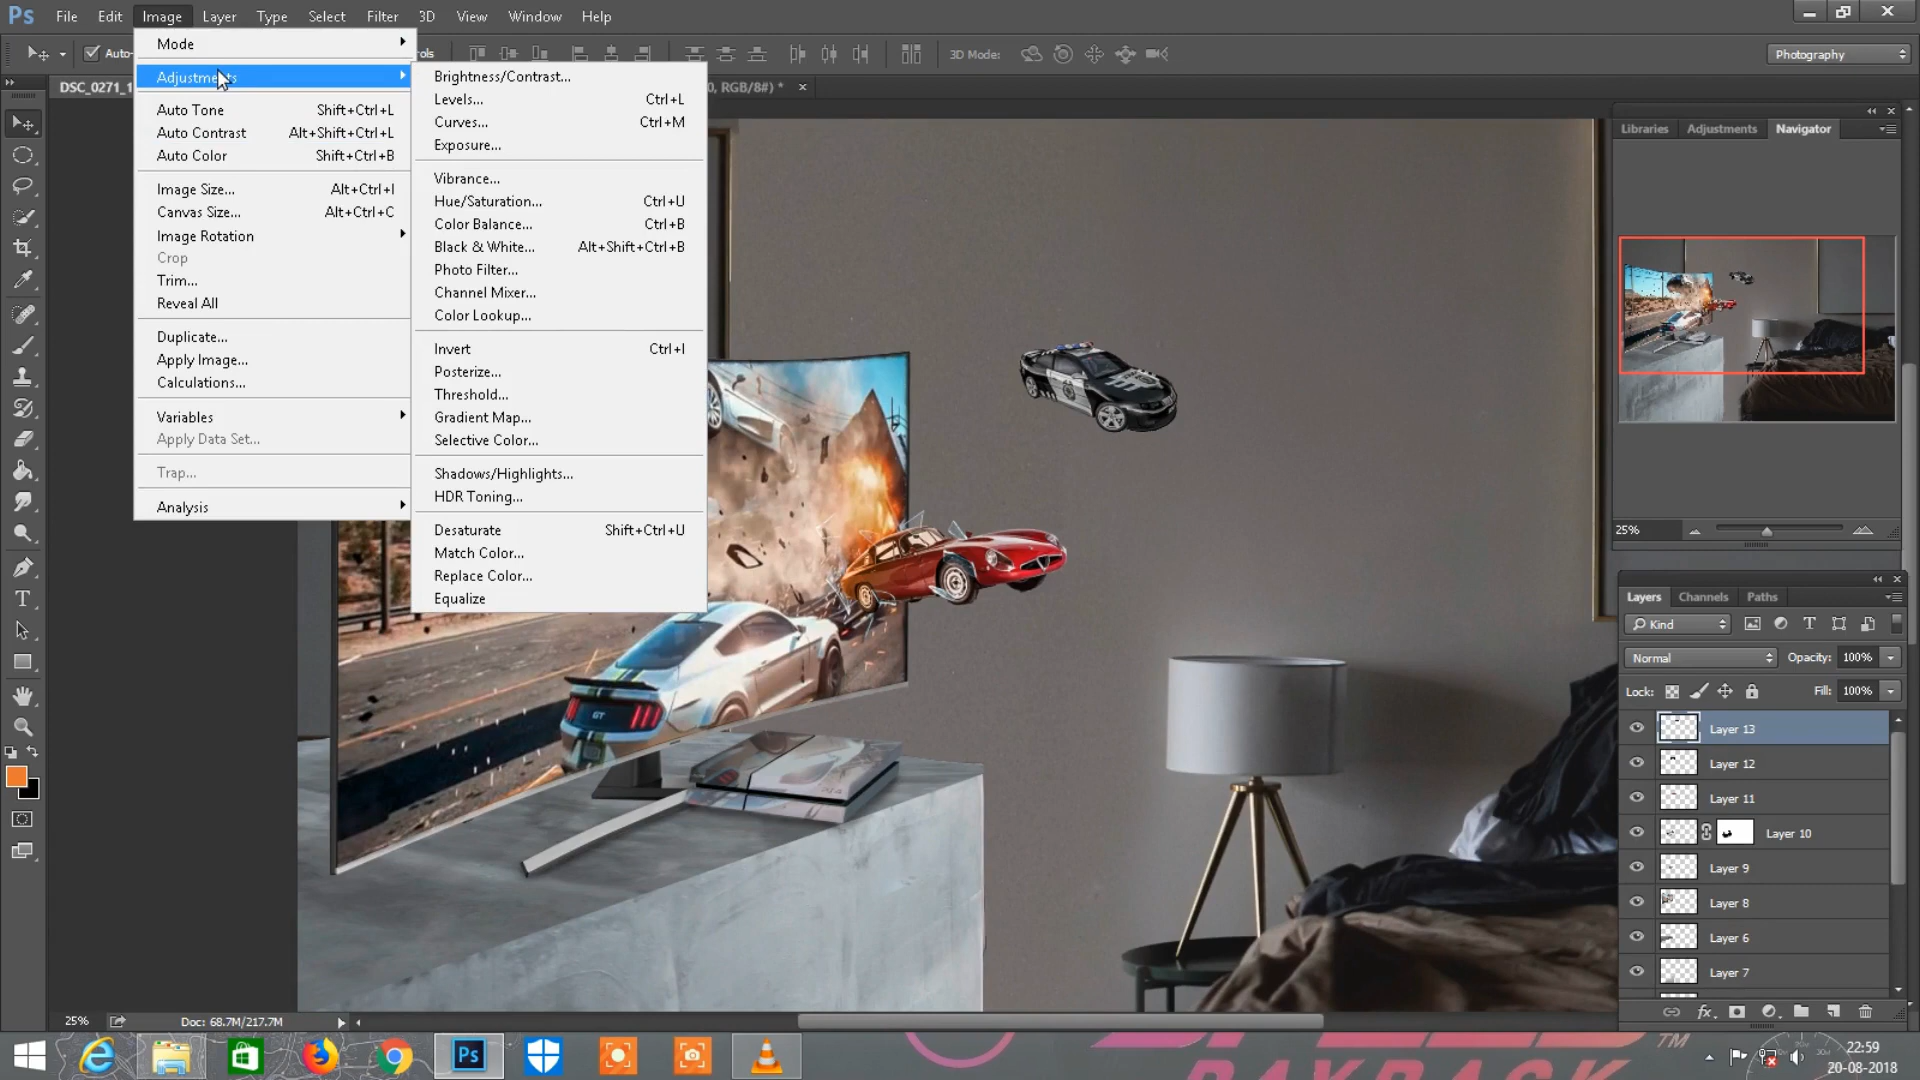 Ps File Edit Image Layer Type Select Filter 3D View Window Help
3D Mode:
Photography
Mode
Adjustments
Auto Tone Shift+Ctrl+L
Auto Contrast Alt+Shift+Ctrl+L
Auto Color Shift+Ctrl+B
Image Size... Alt+Ctrl+I
Canvas Size... Alt+Ctrl+C
Image Rotation
Crop
Trim...
Reveal All
Duplicate...
Apply Image...
Calculations...
Variables
Apply Data Set...
Trap...
Analysis
Brightness/Contrast...
Levels... Ctrl+L
Curves... Ctrl+M
Exposure...
Vibrance...
Hue/Saturation... Ctrl+U
Color Balance... Ctrl+B
Black & White... Alt+Shift+Ctrl+B
Photo Filter...
Channel Mixer...
Color Lookup...
Invert Ctrl+I
Posterize...
Threshold...
Gradient Map...
Selective Color...
Shadows/Highlights...
HDR Toning...
Desaturate Shift+Ctrl+U
Match Color...
Replace Color...
Equalize
DSC_0271_1
0, RGB/8#) *
GT
Libraries Adjustments Navigator
25%
Layers Channels Paths
Kind
Normal Opacity: 100%
Lock: Fill: 100%
Layer 13
Layer 12
Layer 11
Layer 10
Layer 9
Layer 8
Layer 6
Layer 7
fx
25% Doc: 68.7M/217.7M
Ps
TM
PAYBACK
22:59
20-08-2018